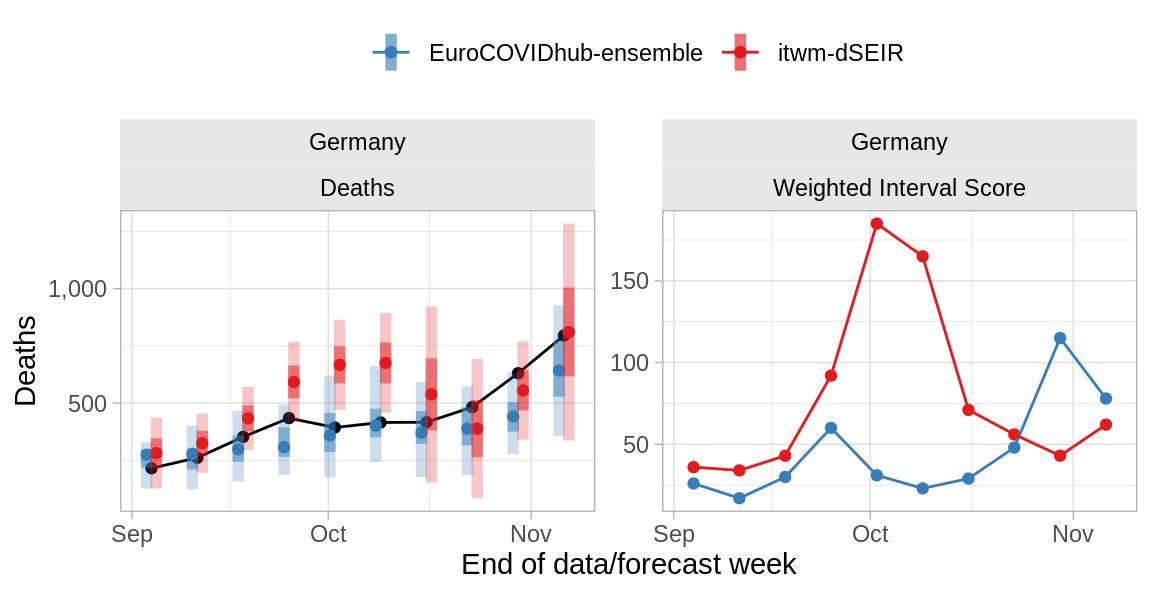 EuroCOVIDhub-ensemble itwm-dSEIR
Germany
Deaths
Deaths
1,000
500
Sep Oct Nov
Germany
Weighted Interval Score
150
100
50
Sep Oct Nov
End of data/forecast week